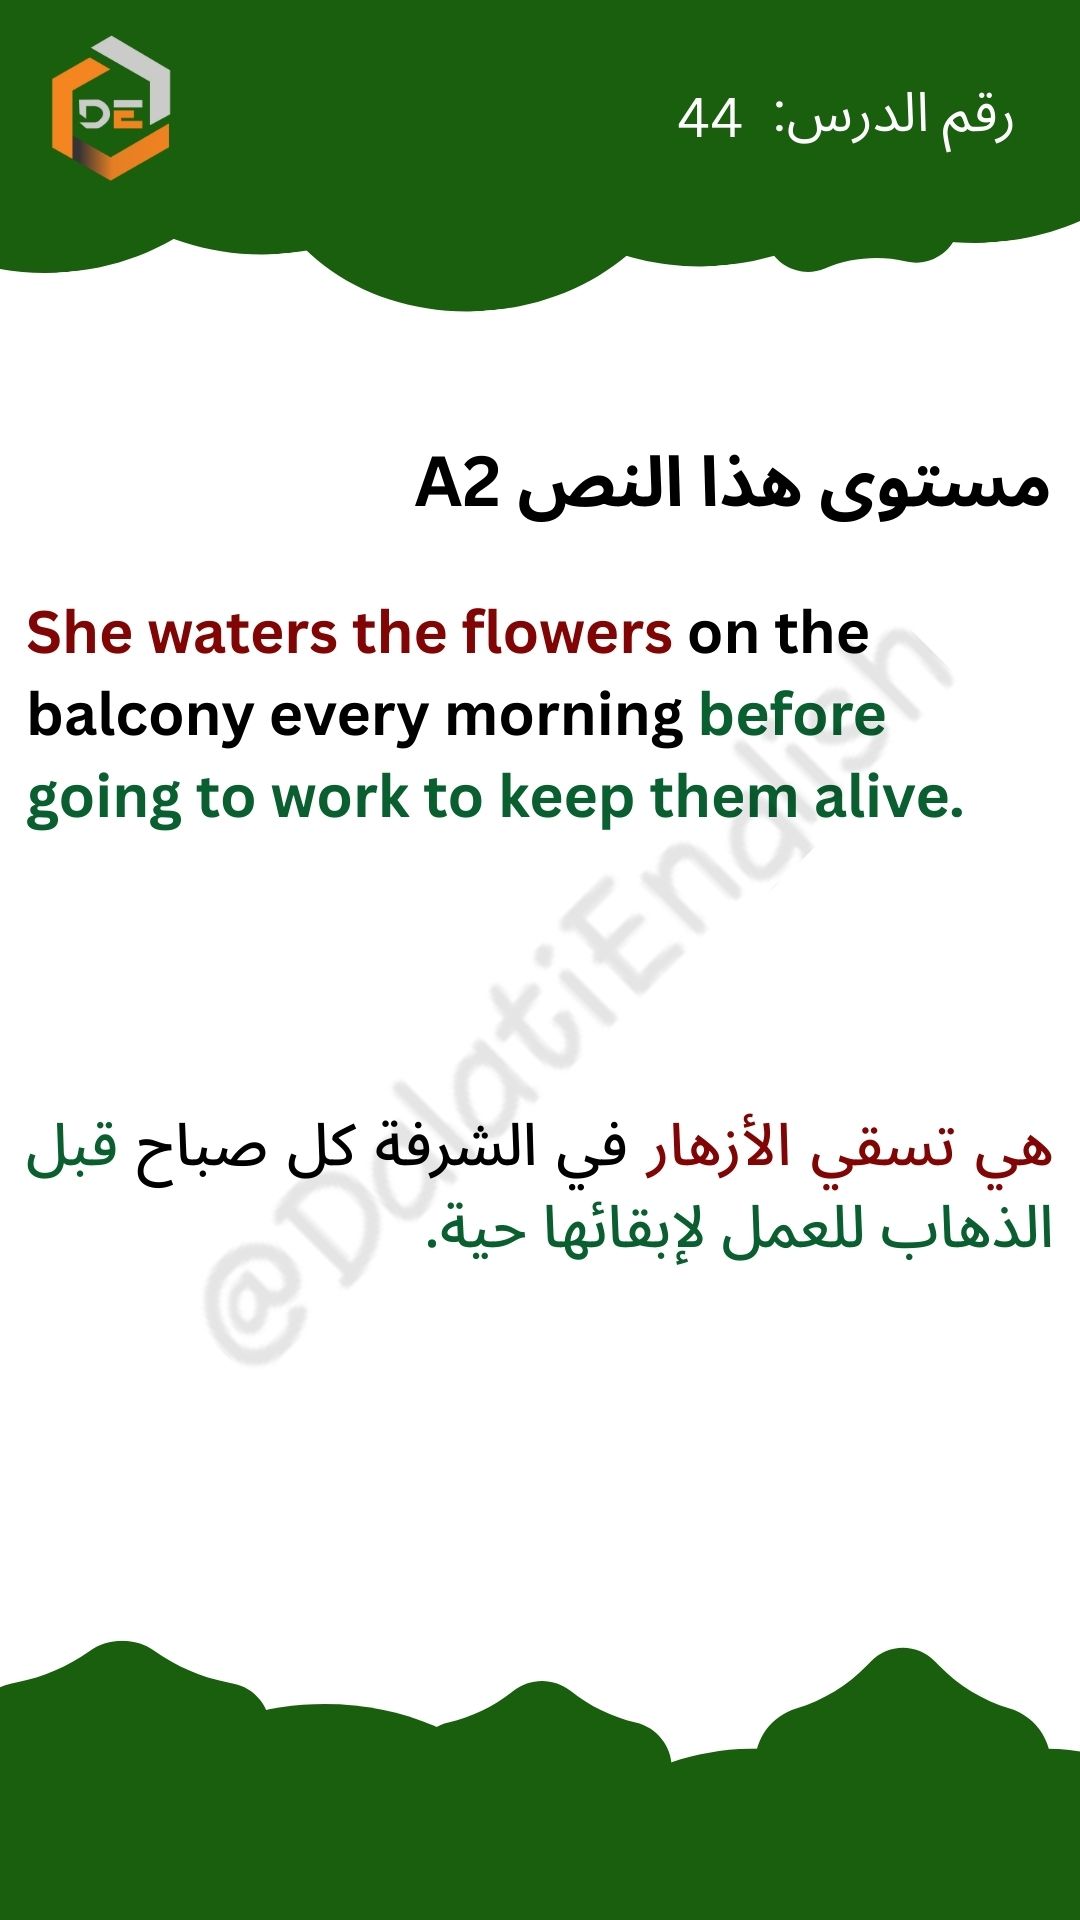 DE
رقم الدرس: 44
مستوى هذا النص A2
She waters the flowers on the
balcony every morning before
going to work to keep them alive.
@DalatiEnglish
هي تسقي الأزهار في الشرفة كل صباح قبل
الذهاب للعمل لإبقائها حية.